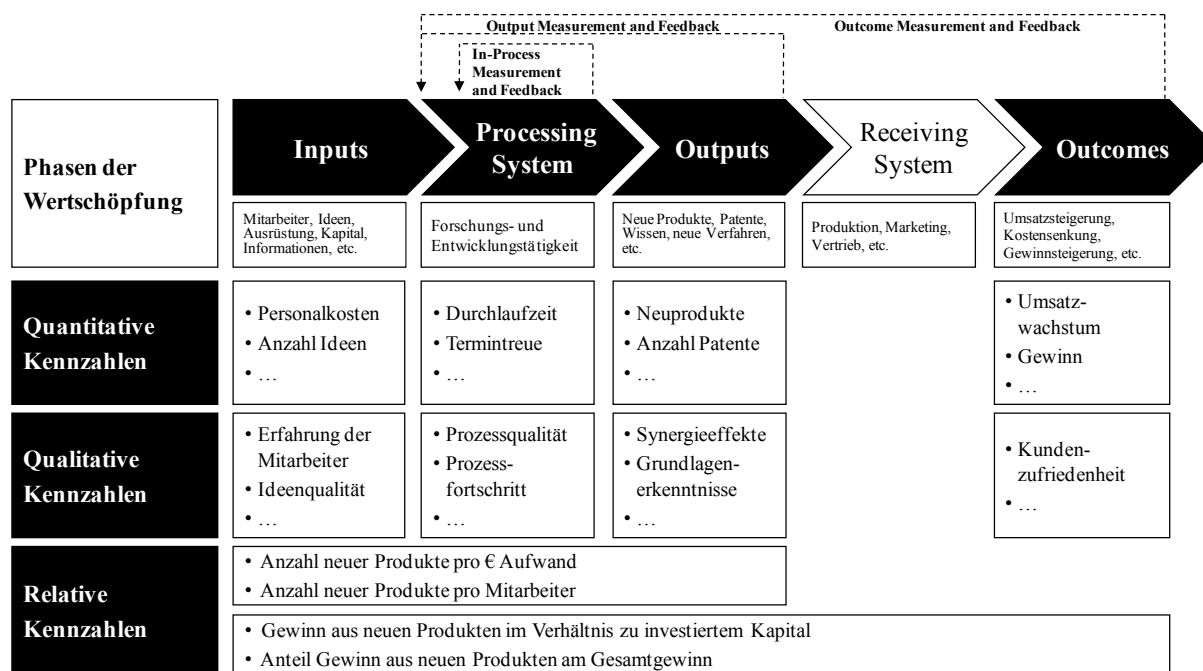 Output Measurement and Feedback
Outcome Measurement and Feedback
In-Process
Measurement
and Feedback
Phasen der
Wertschöpfung
Inputs
Processing
System
Outputs
Receiving
System
Outcomes
Mitarbeiter, Ideen,
Ausrüstung, Kapital,
Informationen, etc.
Forschungs- und
Entwicklungstätigkeit
Neue Produkte, Patente,
Wissen, neue Verfahren,
etc.
Produktion, Marketing,
Vertrieb, etc.
Umsatzsteigerung,
Kostensenkung,
Gewinnsteigerung, etc.
Quantitative
Kennzahlen
• Personalkosten
• Anzahl Ideen
• …
• Durchlaufzeit
• Termintreue
• …
• Neuprodukte
• Anzahl Patente
• …
• Umsatz-
wachstum
• Gewinn
• …
Qualitative
Kennzahlen
• Erfahrung der
Mitarbeiter
• Ideenqualität
• …
• Prozessqualität
• Prozess-
fortschritt
• …
• Synergieeffekte
• Grundlagen-
erkenntnisse
• …
• Kunden-
zufriedenheit
• …
Relative
Kennzahlen
• Anzahl neuer Produkte pro € Aufwand
• Anzahl neuer Produkte pro Mitarbeiter
• Gewinn aus neuen Produkten im Verhältnis zu investiertem Kapital
• Anteil Gewinn aus neuen Produkten am Gesamtgewinn